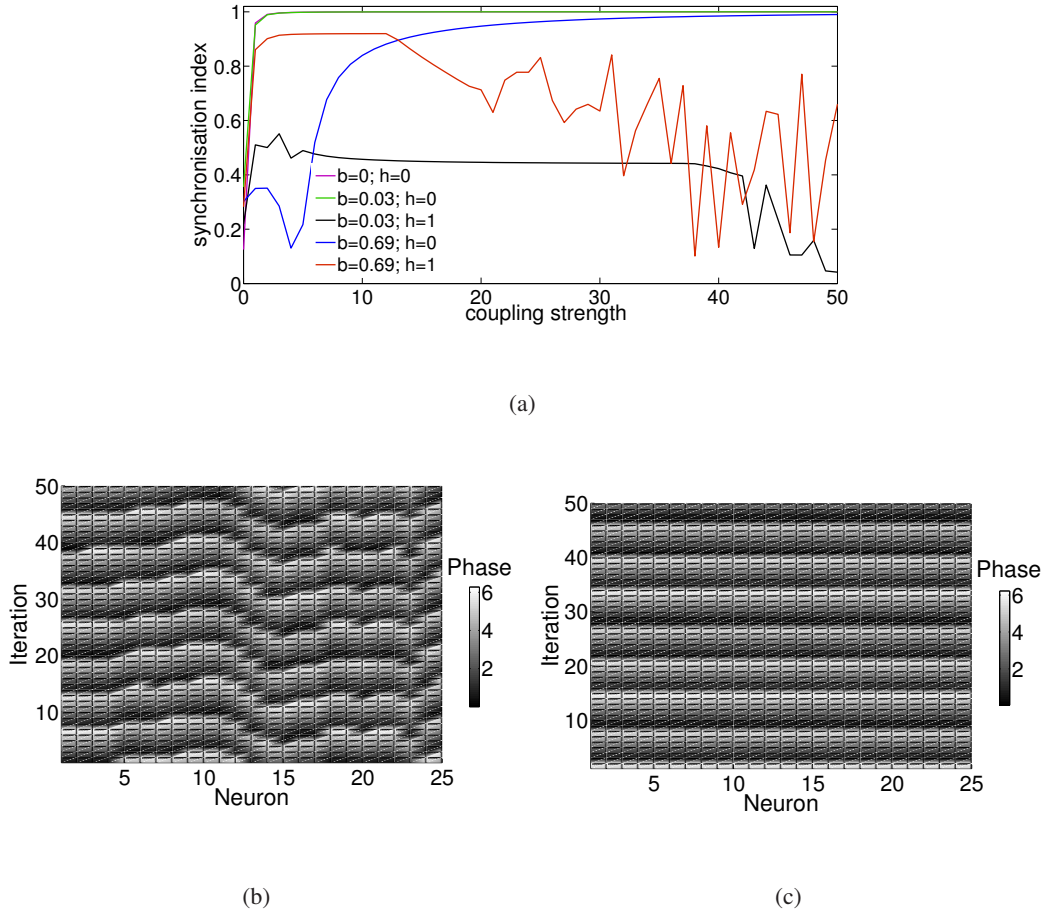 synchronisation index
1
0.8
0.6
0.4
0.2
0
b=0; h=0
b=0.03; h=0
b=0.03; h=1
b=0.69; h=0
b=0.69; h=1
0 10 20 30 40 50
coupling strength
(a)
Iteration
50
40
30
20
10
5 10 15 20 25
Neuron
Phase
6
4
2
(b)
Iteration
50
40
30
20
10
5 10 15 20 25
Neuron
Phase
6
4
2
(c)